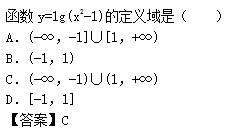 函数 y=lg(x²-1)的定义域是（  ）
A. (-∞, -1]∪[1, +∞)
B. (-1, 1)
C. (-∞, -1)∪(1, +∞)
D. [-1, 1]
【答案】C